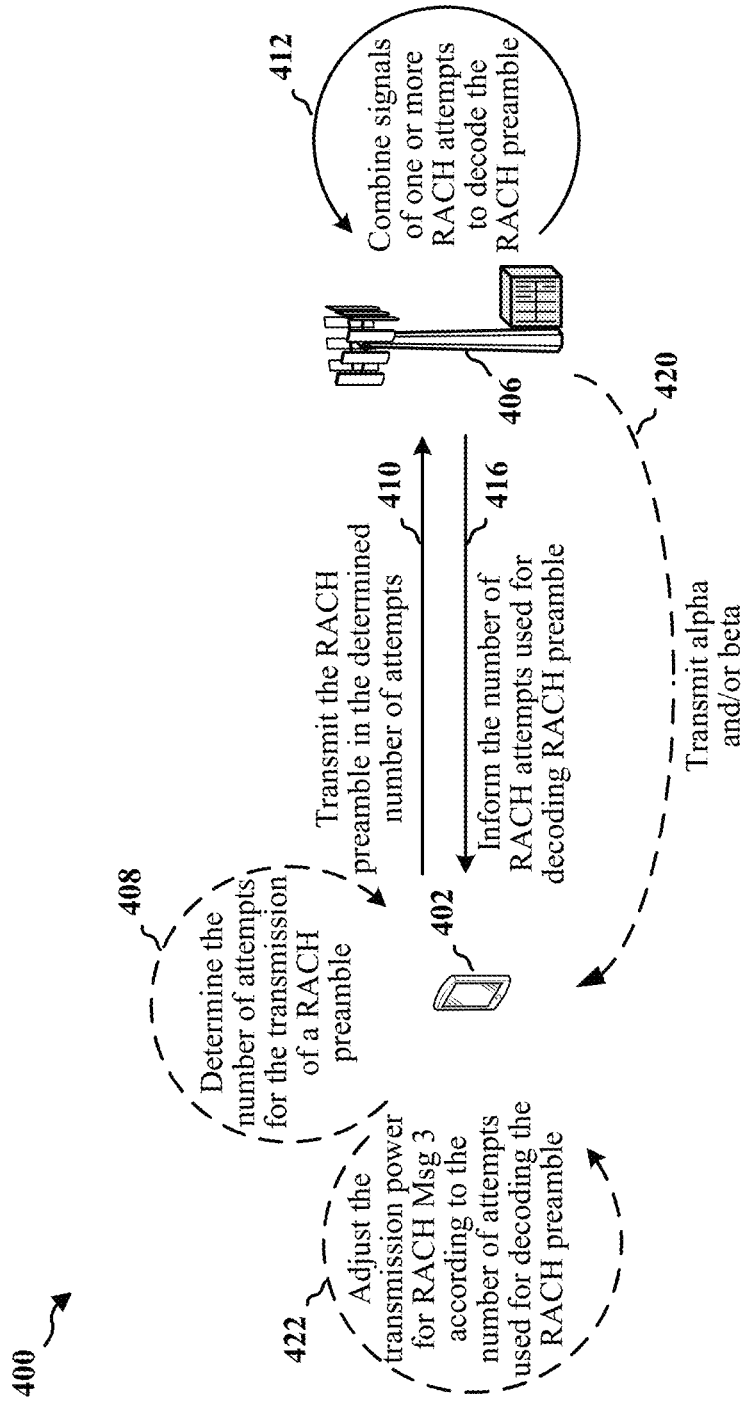 400
422
Adjust the
transmission power
for RACH Msg 3
according to the
number of attempts
used for decoding the
RACH preamble
408
Determine the
number of attempts
for the transmission
of a RACH
preamble
402
Transmit the RACH
preamble in the determined
number of attempts
410
416
Inform the number of
RACH attempts used for
decoding RACH preamble
406
412
Combine signals
of one or more
RACH attempts
to decode the
RACH preamble
420
Transmit alpha
and/or beta